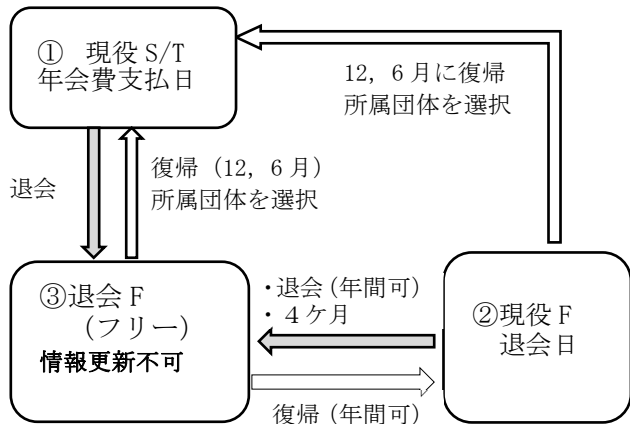 ① 現役 S/T
年会費支払日
12, 6月に復帰
所属団体を選択
退会
復帰（12, 6月）
所属団体を選択
③退会 F
（フリー）
情報更新不可
・退会（年間可）
・４ケ月
②現役 F
退会日
復帰（年間可）